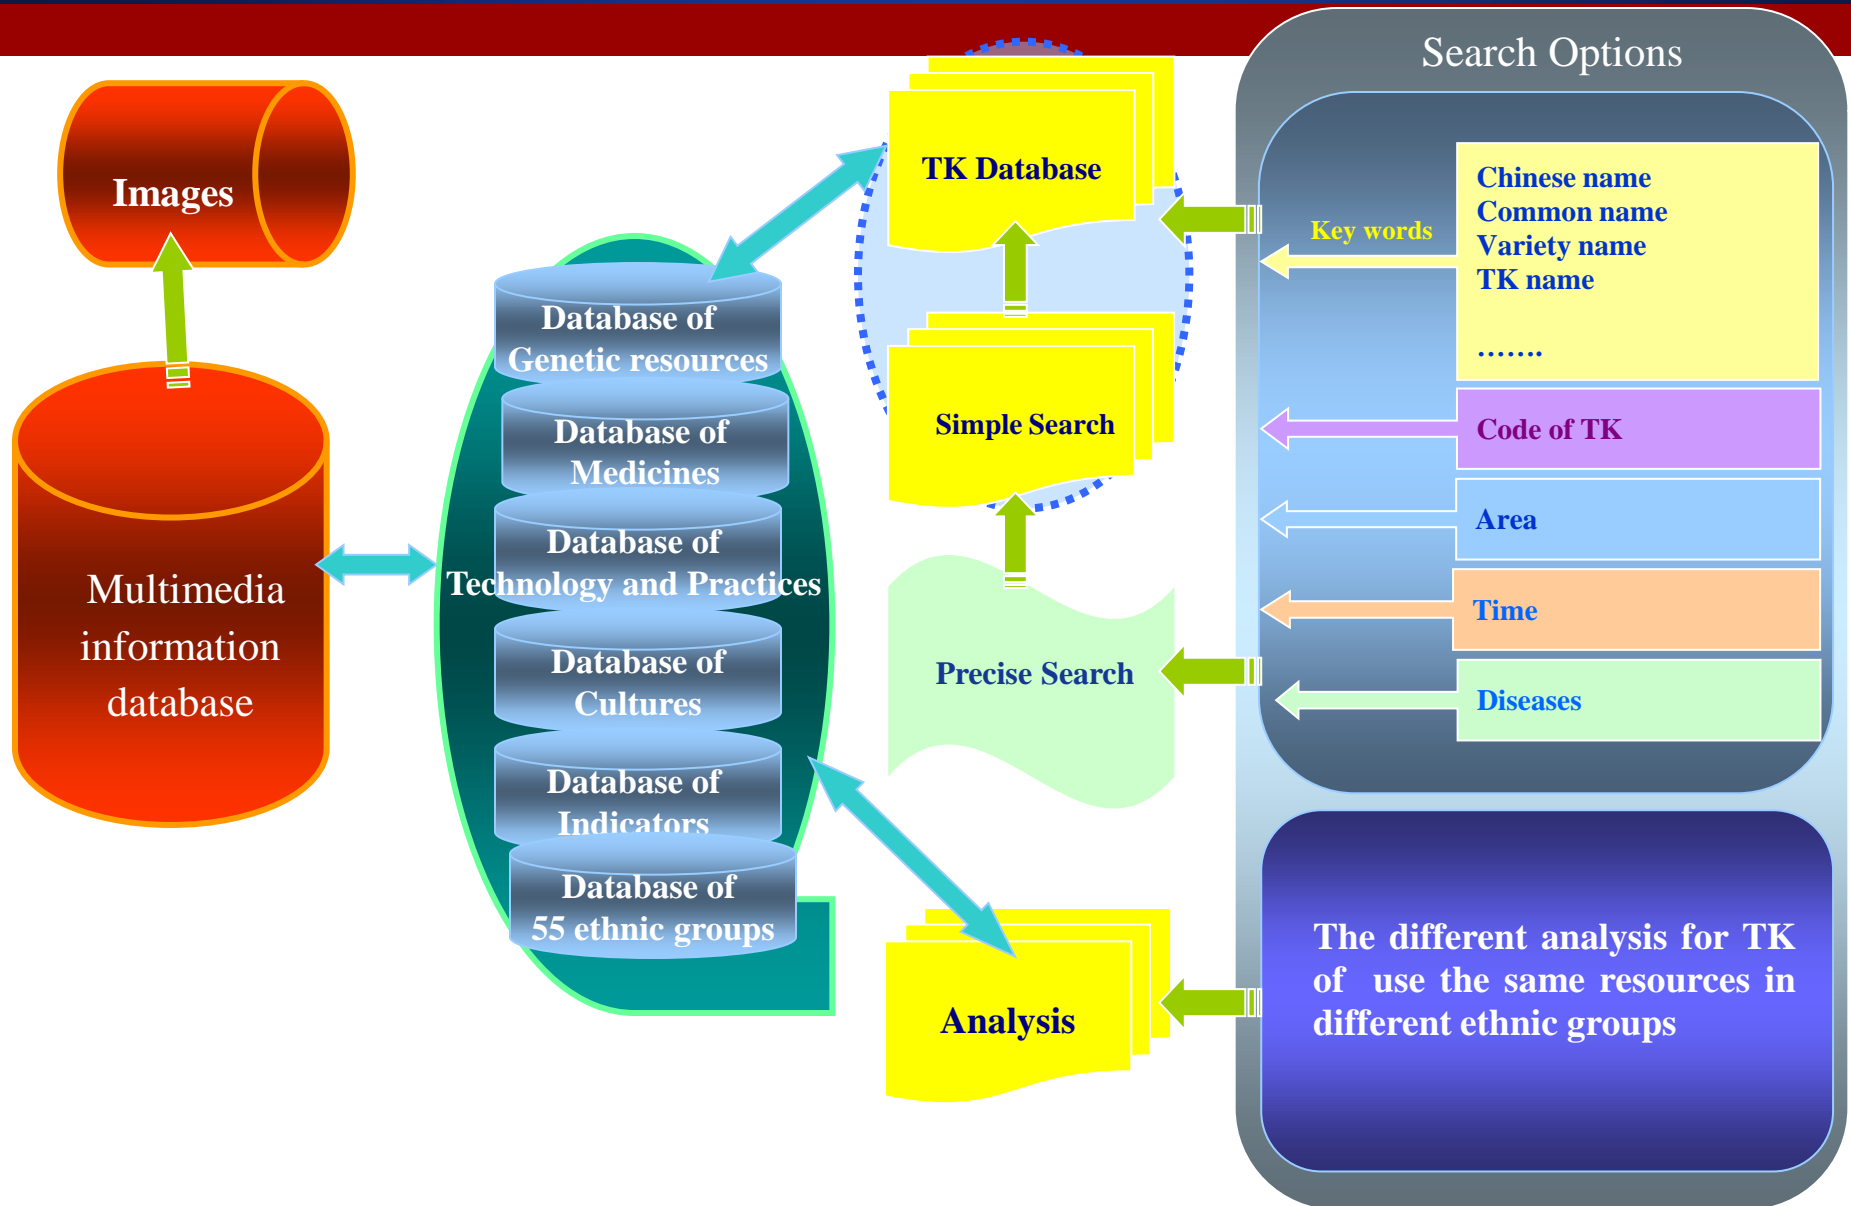 Images
Multimedia
information
database
Database of
Genetic resources
Database of
Medicines
Database of
Technology and Practices
Database of
Cultures
Database of
Indicators
Database of
55 ethnic groups
TK Database
Simple Search
Precise Search
Analysis
Search Options
Key words
Chinese name
Common name
Variety name
TK name
…….
Code of TK
Area
Time
Diseases
The different analysis for TK
of use the same resources in
different ethnic groups